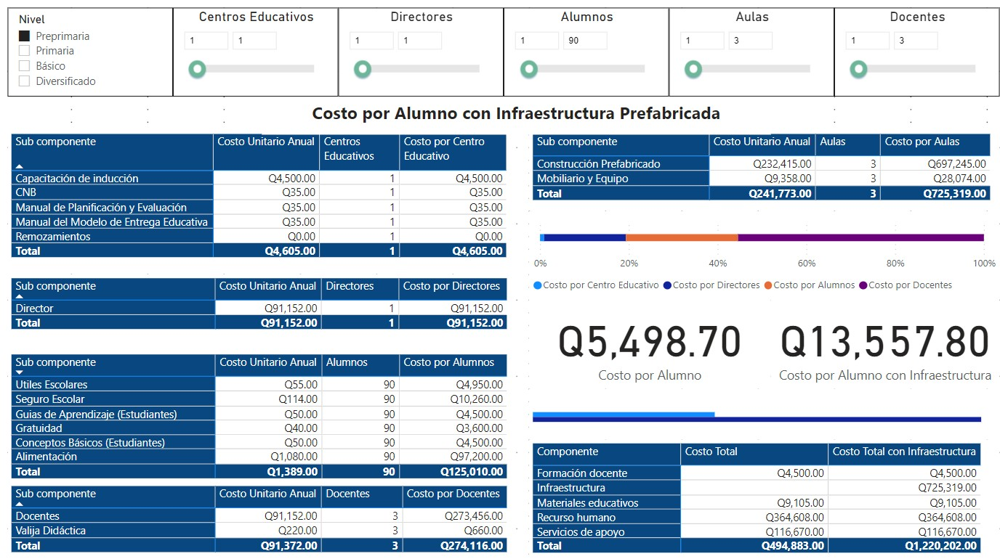 Nivel
Preprimaria
Primaria
Básico
Diversificado
Centros Educativos
1 1
Directores
1 1
Alumnos
1 90
Aulas
1 3
Docentes
1 3
Costo por Alumno con Infraestructura Prefabricada
Sub componente Costo Unitario Anual Centros Educativos Costo por Centro Educativo
Capacitación de inducción Q4,500.00 1 Q4,500.00
CNB Q35.00 1 Q35.00
Manual de Planificación y Evaluación Q35.00 1 Q35.00
Manual del Modelo de Entrega Educativa Q35.00 1 Q35.00
Remozamientos Q0.00 1 Q0.00
Total Q4,605.00 1 Q4,605.00
Sub componente Costo Unitario Anual Directores Costo por Directores
Director Q91,152.00 1 Q91,152.00
Total Q91,152.00 1 Q91,152.00
Sub componente Costo Unitario Anual Alumnos Costo por Alumnos
Utiles Escolares Q55.00 90 Q4,950.00
Seguro Escolar Q114.00 90 Q10,260.00
Guias de Aprendizaje (Estudiantes) Q50.00 90 Q4,500.00
Gratuidad Q40.00 90 Q3,600.00
Conceptos Básicos (Estudiantes) Q50.00 90 Q4,500.00
Alimentación Q1,080.00 90 Q97,200.00
Total Q1,389.00 90 Q125,010.00
Sub componente Costo Unitario Anual Docentes Costo por Docentes
Docentes Q91,152.00 3 Q273,456.00
Valija Didáctica Q220.00 3 Q660.00
Total Q91,372.00 3 Q274,116.00
Sub componente Costo Unitario Anual Aulas Costo por Aulas
Construcción Prefabricado Q232,415.00 3 Q697,245.00
Mobiliario y Equipo Q9,358.00 3 Q28,074.00
Total Q241,773.00 3 Q725,319.00
0% 20% 40% 60% 80% 100%
Costo por Centro Educativo Costo por Directores Costo por Alumnos Costo por Docentes
Q5,498.70
Costo por Alumno
Q13,557.80
Costo por Alumno con Infraestructura
Componente Costo Total Costo Total con Infraestructura
Formación docente Q4,500.00 Q4,500.00
Infraestructura Q725,319.00
Materiales educativos Q9,105.00 Q9,105.00
Recurso humano Q364,608.00 Q364,608.00
Servicios de apoyo Q116,670.00 Q116,670.00
Total Q494,883.00 Q1,220,202.00